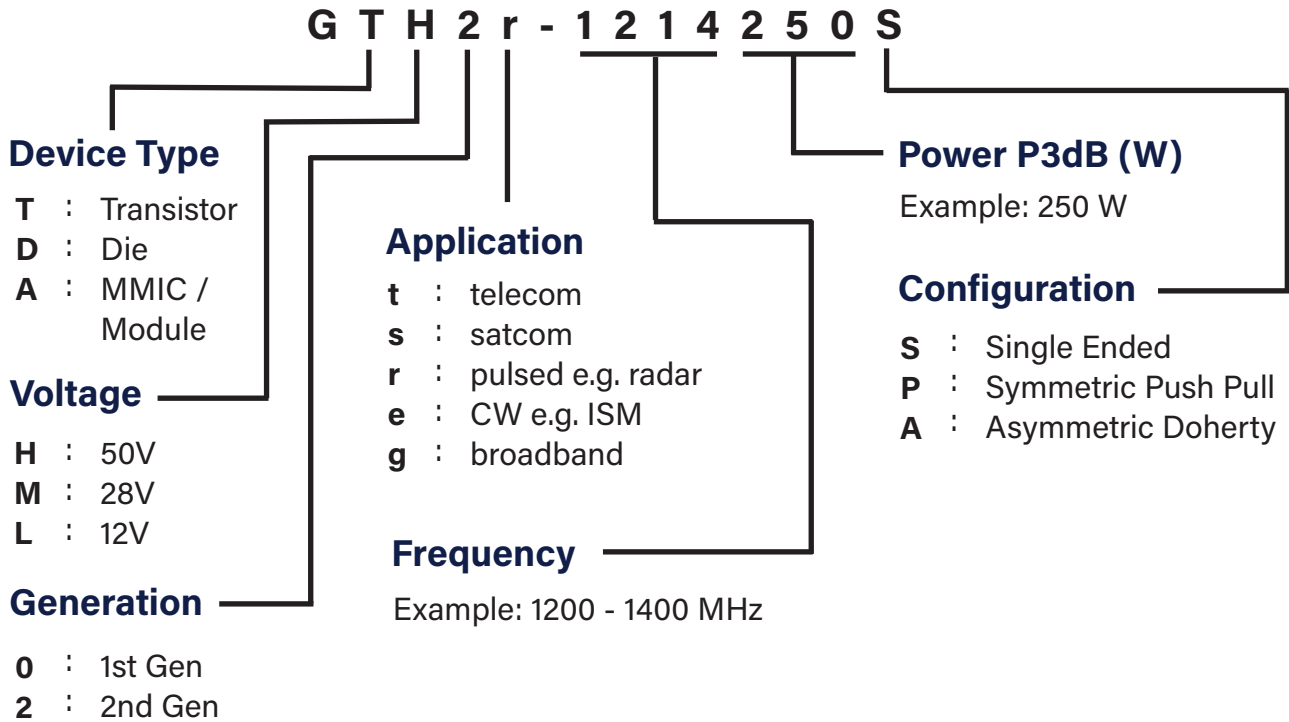 G T H 2 r - 1 2 1 4 2 5 0 S
Device Type
T : Transistor
D : Die
A : MMIC /
Module
Voltage
H : 50V
M : 28V
L : 12V
Generation
0 : 1st Gen
2 : 2nd Gen
Application
t : telecom
s : satcom
r : pulsed e.g. radar
e : CW e.g. ISM
g : broadband
Frequency
Example: 1200 - 1400 MHz
Power P3dB (W)
Example: 250 W
Configuration
S : Single Ended
P : Symmetric Push Pull
A : Asymmetric Doherty